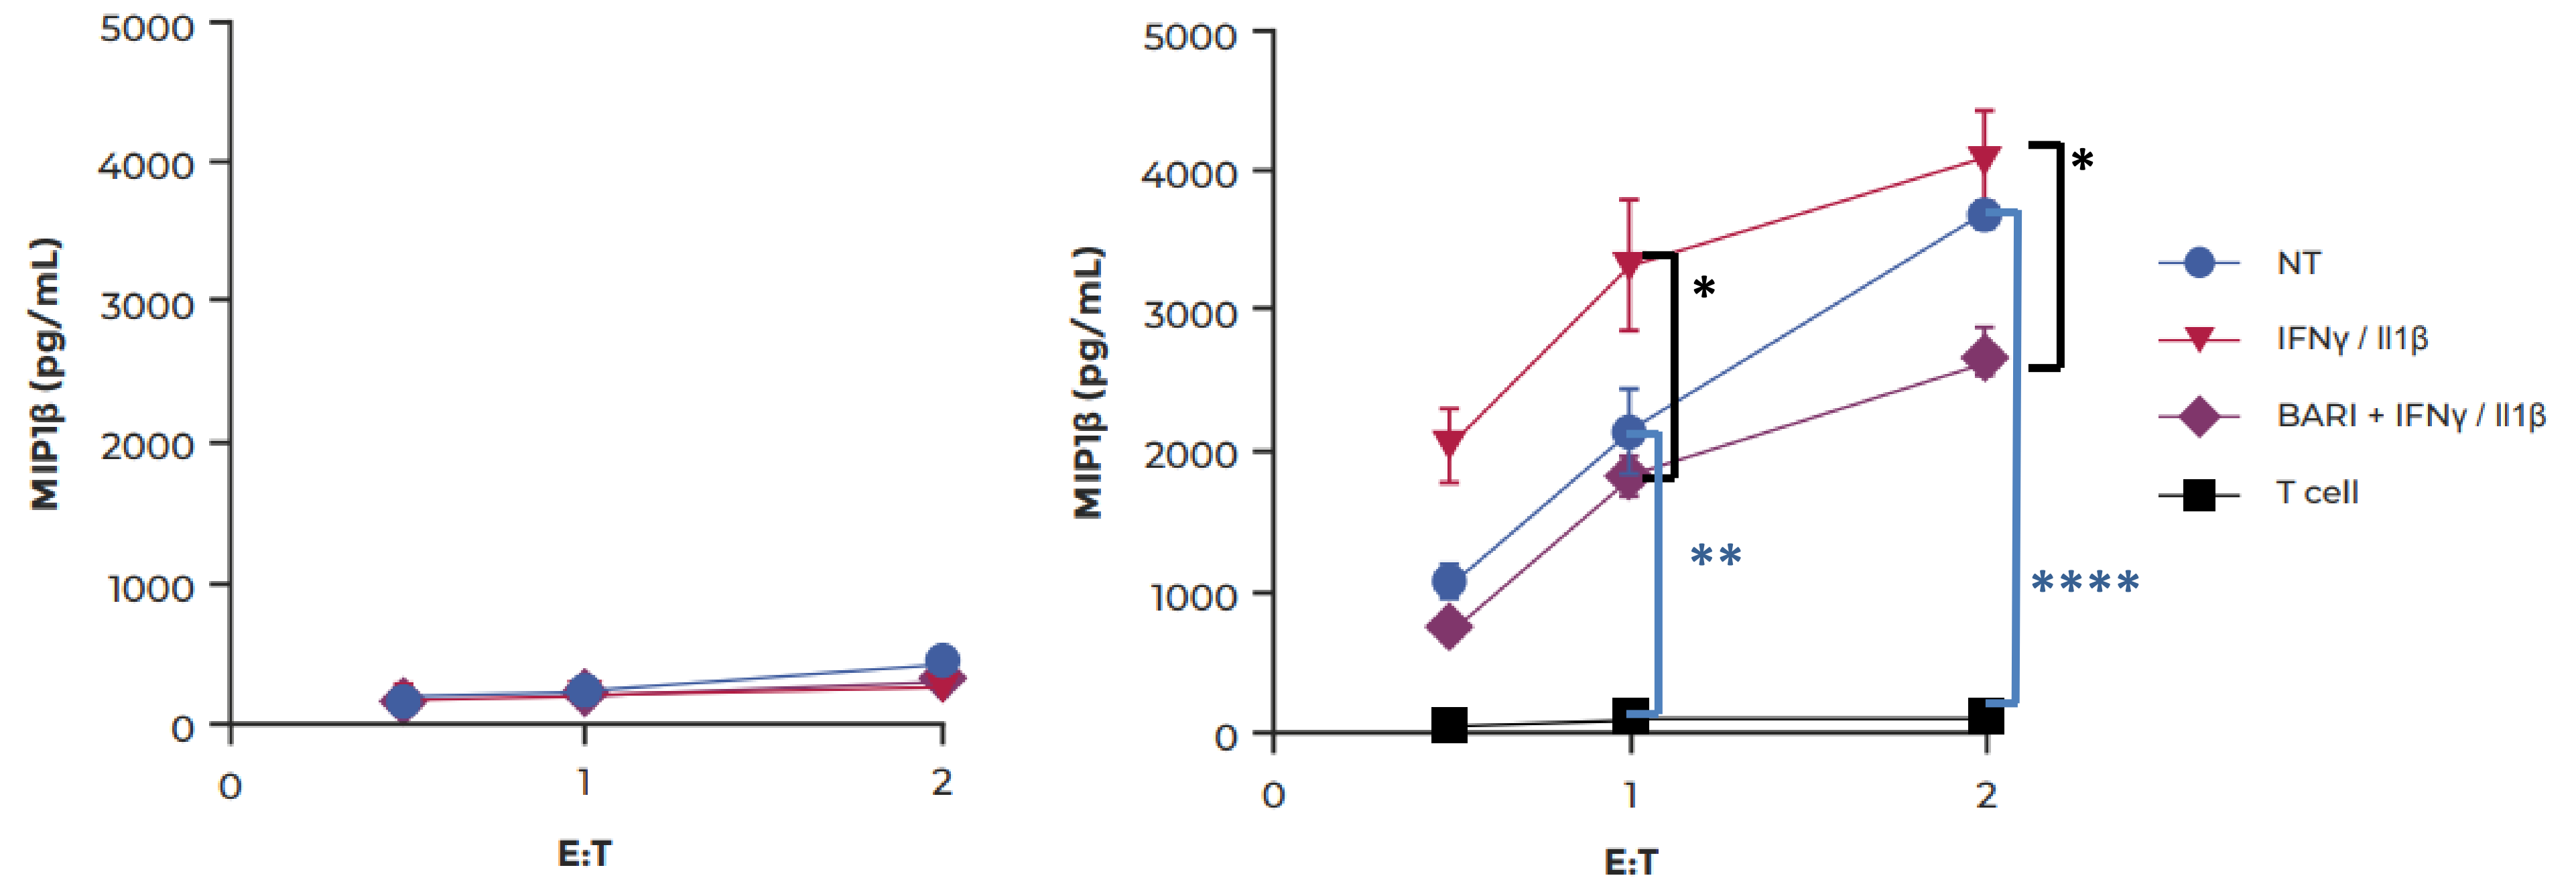 5000
4000
3000
2000
1000
0
MIP1β (pg/mL)
0
1
2
E:T
5000
4000
3000
2000
1000
0
MIP1β (pg/mL)
0
1
2
E:T
*
*
**
****
NT
IFNγ / Il1β
BARI + IFNγ / Il1β
T cell